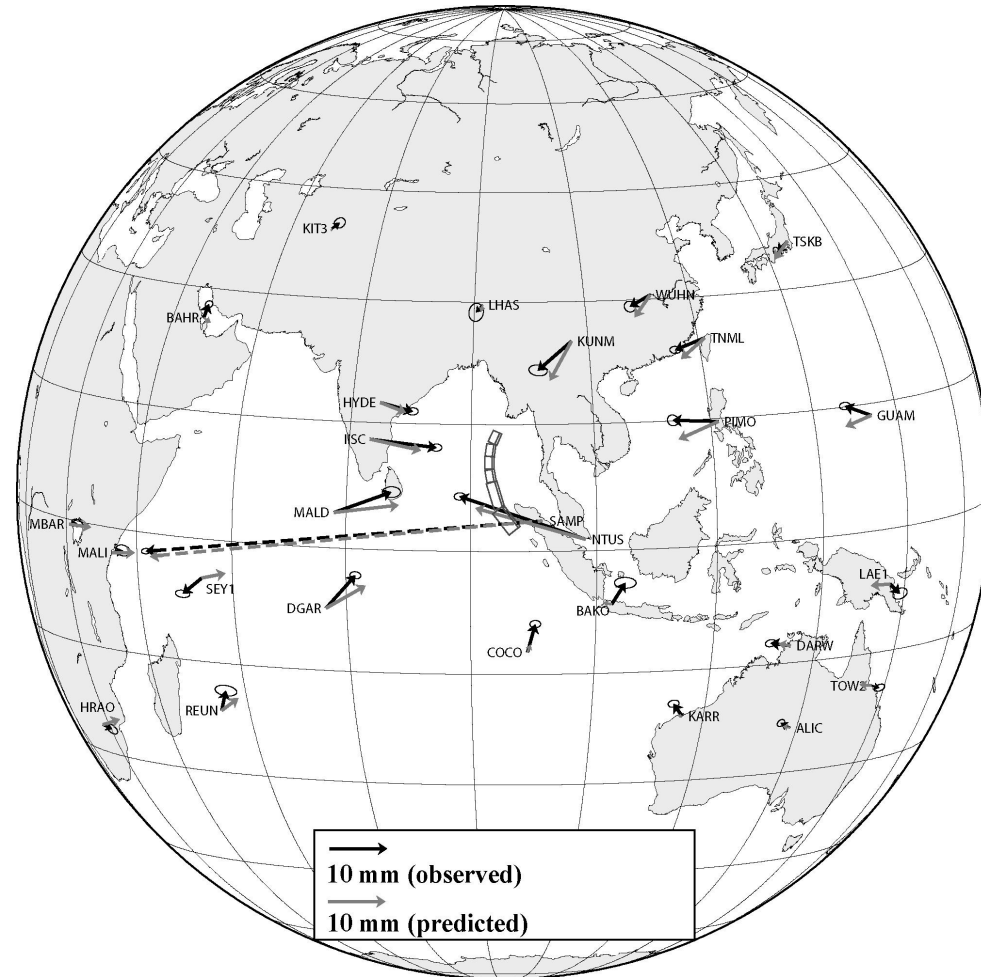 TSKB
KIT3
LHAS
WUHN
BAHR
KUNM
TNML
HYDE
GUAM
PIMO
IISC
MALD
SAMP
MBAR
NTUS
MALI
LAE1
SEY1
DGAR
BAKO
DARW
COCO
TOW2
HRAO
REUN
KARR
ALIC
10 mm (observed)
10 mm (predicted)